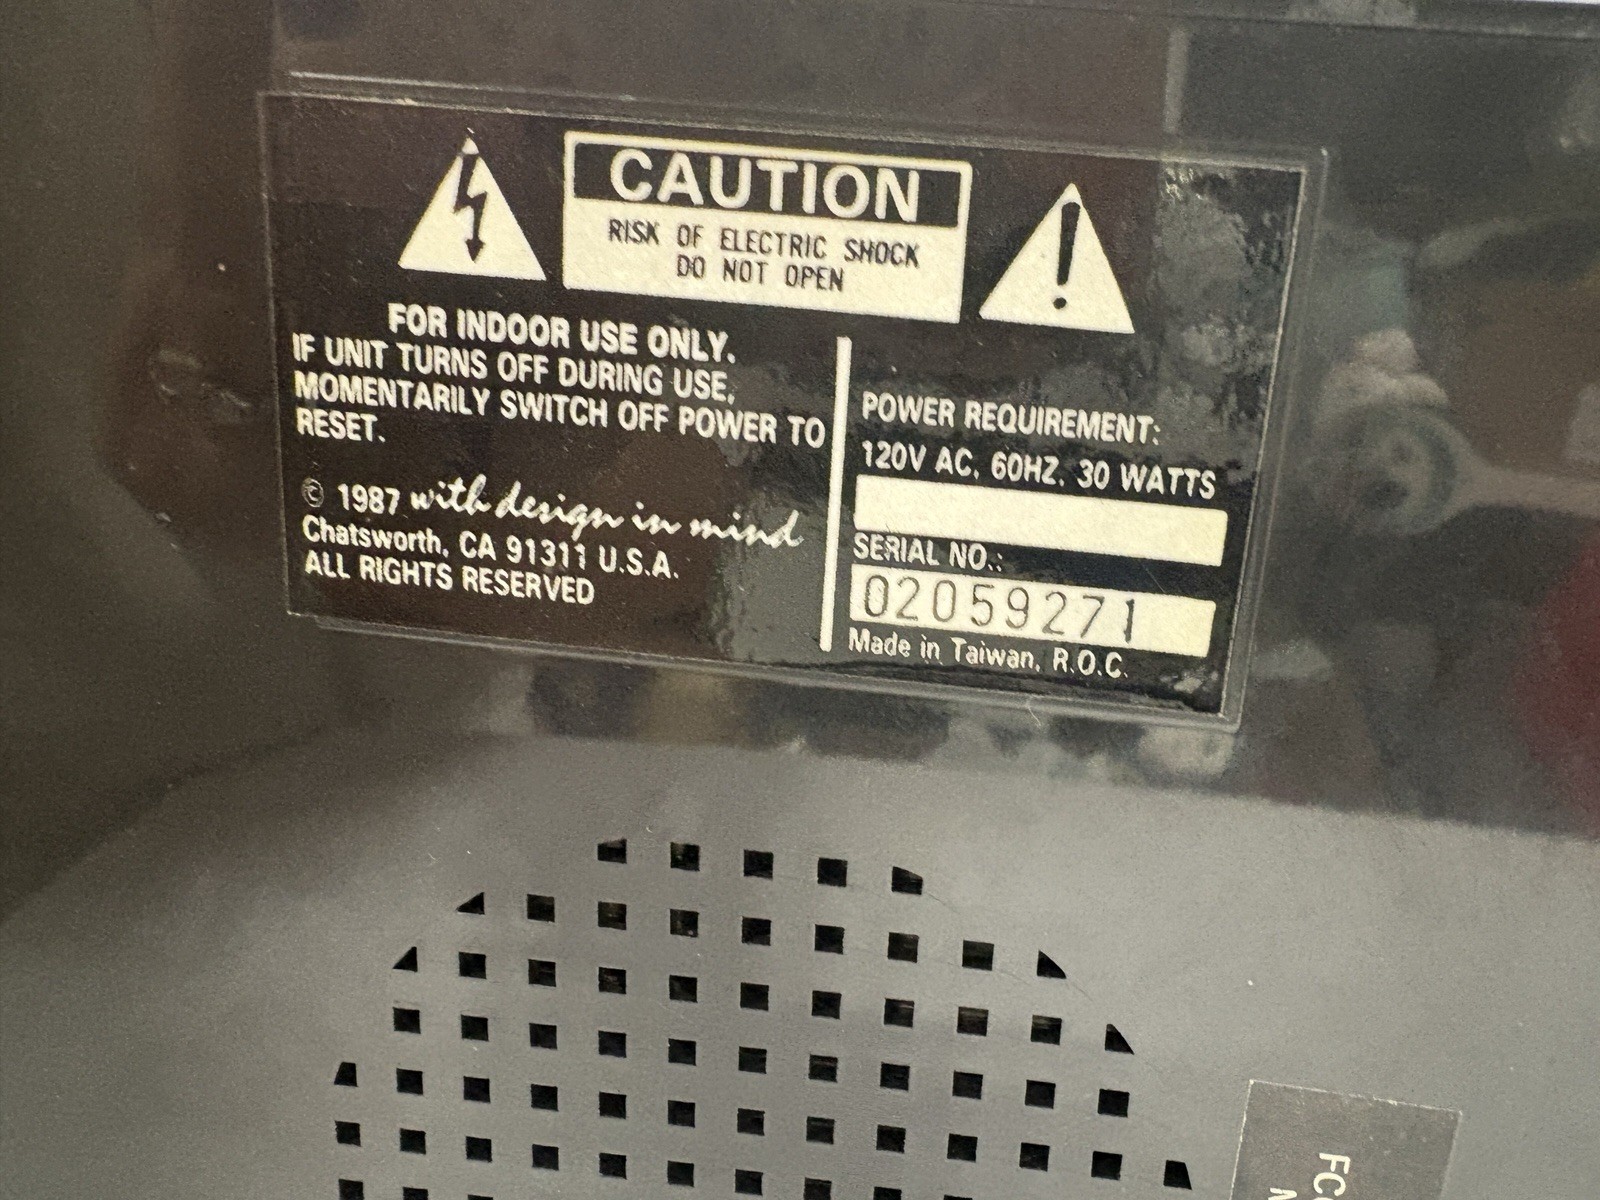 CAUTION
RISK OF ELECTRIC SHOCK
DO NOT OPEN
FOR INDOOR USE ONLY.
IF UNIT TURNS OFF DURING USE,
MOMENTARILY SWITCH OFF POWER TO
RESET.
© 1987 with design in mind
Chatsworth, CA 91311 U.S.A.
ALL RIGHTS RESERVED
POWER REQUIREMENT:
120V AC, 60HZ, 30 WATTS
SERIAL NO.:
02059271
Made in Taiwan, R.O.C.